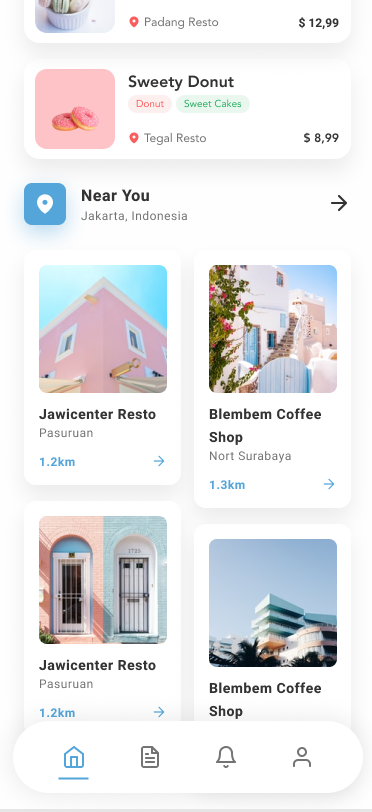 Padang Resto
$ 12,99
Sweety Donut
Donut
Sweet Cakes
Tegal Resto
$ 8,99
Near You
Jakarta, Indonesia
Jawicenter Resto
Pasuruan
1.2km
Blembem Coffee
Shop
Nort Surabaya
1.3km
1723
Jawicenter Resto
Pasuruan
1.2km
Blembem Coffee
Shop